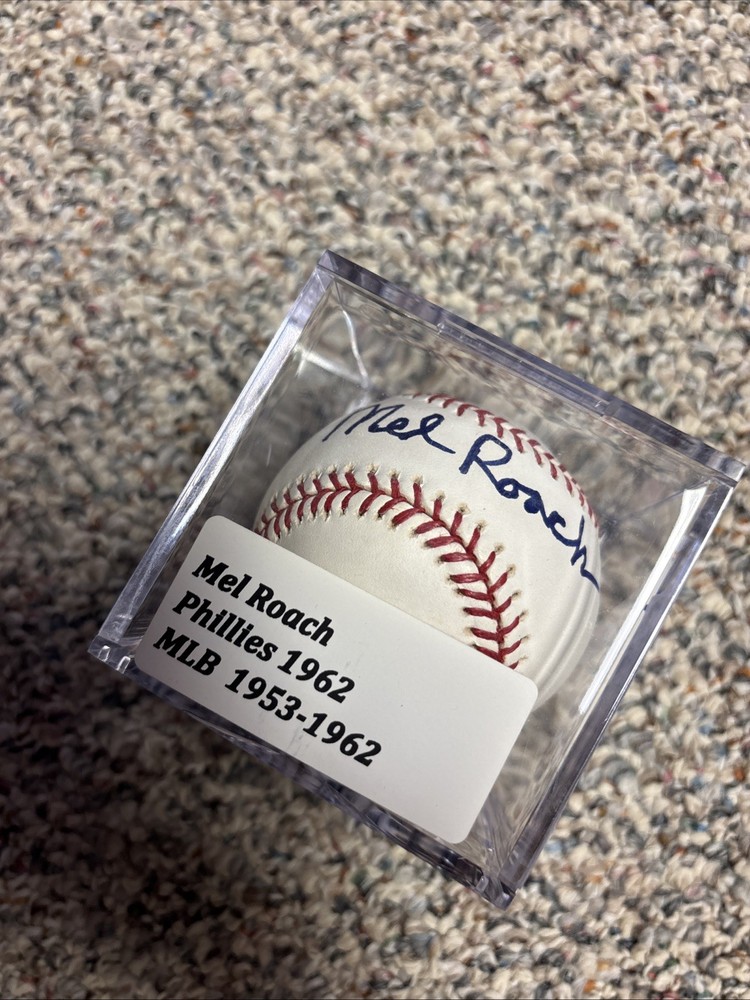 Mel Roach
Mel Roach
Phillies 1962
MLB 1953-1962